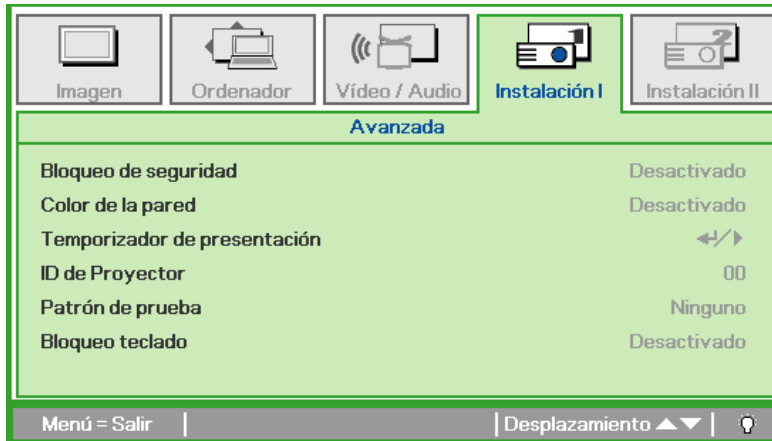 Imagen
Ordenador
Vídeo / Audio
Instalación I
Instalación II
Avanzada
Bloqueo de seguridad Desactivado
Color de la pared Desactivado
Temporizador de presentación
ID de Proyector 00
Patrón de prueba Ninguno
Bloqueo teclado Desactivado
Menú = Salir Desplazamiento